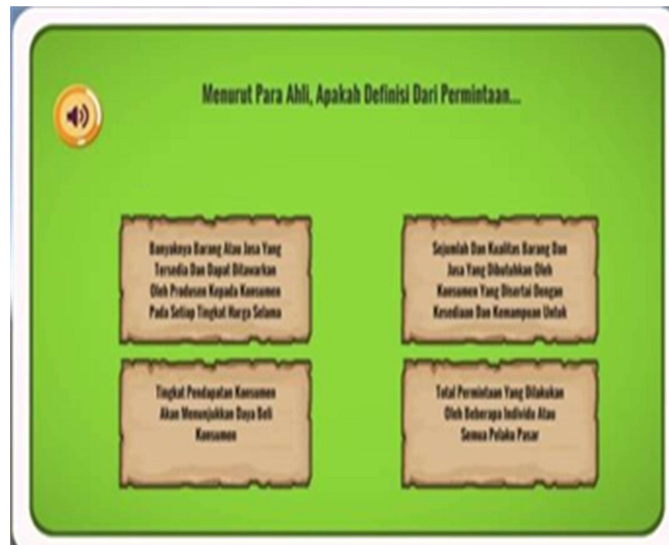 Menurut Para Ahli, Apakah Definisi Dari Permintaan...
Banyaknya Barang Atau Jasa Yang
Tersedia Dan Dapat Ditawarkan
Oleh Produsen Kepada Konsumen
Pada Setiap Tingkat Harga Selama
Sejumlah Dan Kualitas Barang Dan
Jasa Yang Dibutuhkan Oleh
Konsumen Yang Disertai Dengan
Kesediaan Dan Kemampuan Untuk
Tingkat Pendapatan Konsumen
Akan Menunjukkan Daya Beli
Konsumen
Total Permintaan Yang Dilakukan
Oleh Beberapa Individu Atau
Semua Pelaku Pasar